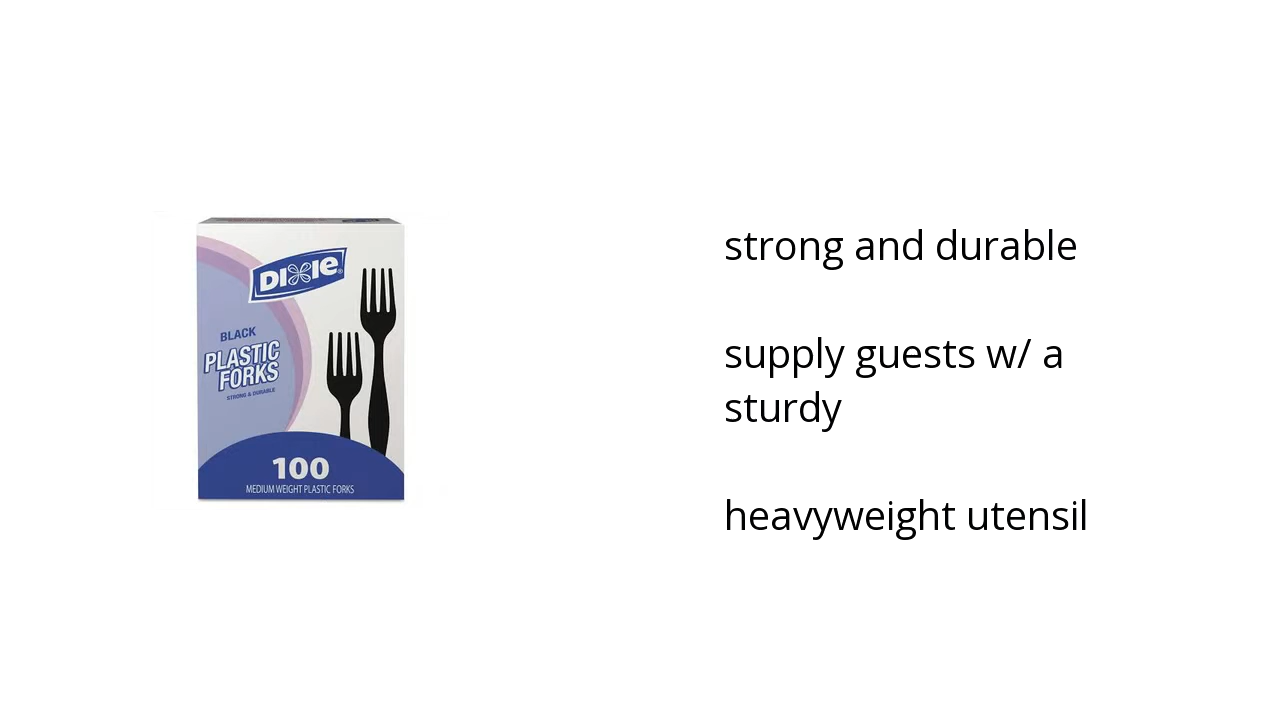 DIXIE®
BLACK
PLASTIC
FORKS
STRONG & DURABLE
100
MEDIUM WEIGHT PLASTIC FORKS
strong and durable
supply guests w/ a
sturdy
heavyweight utensil